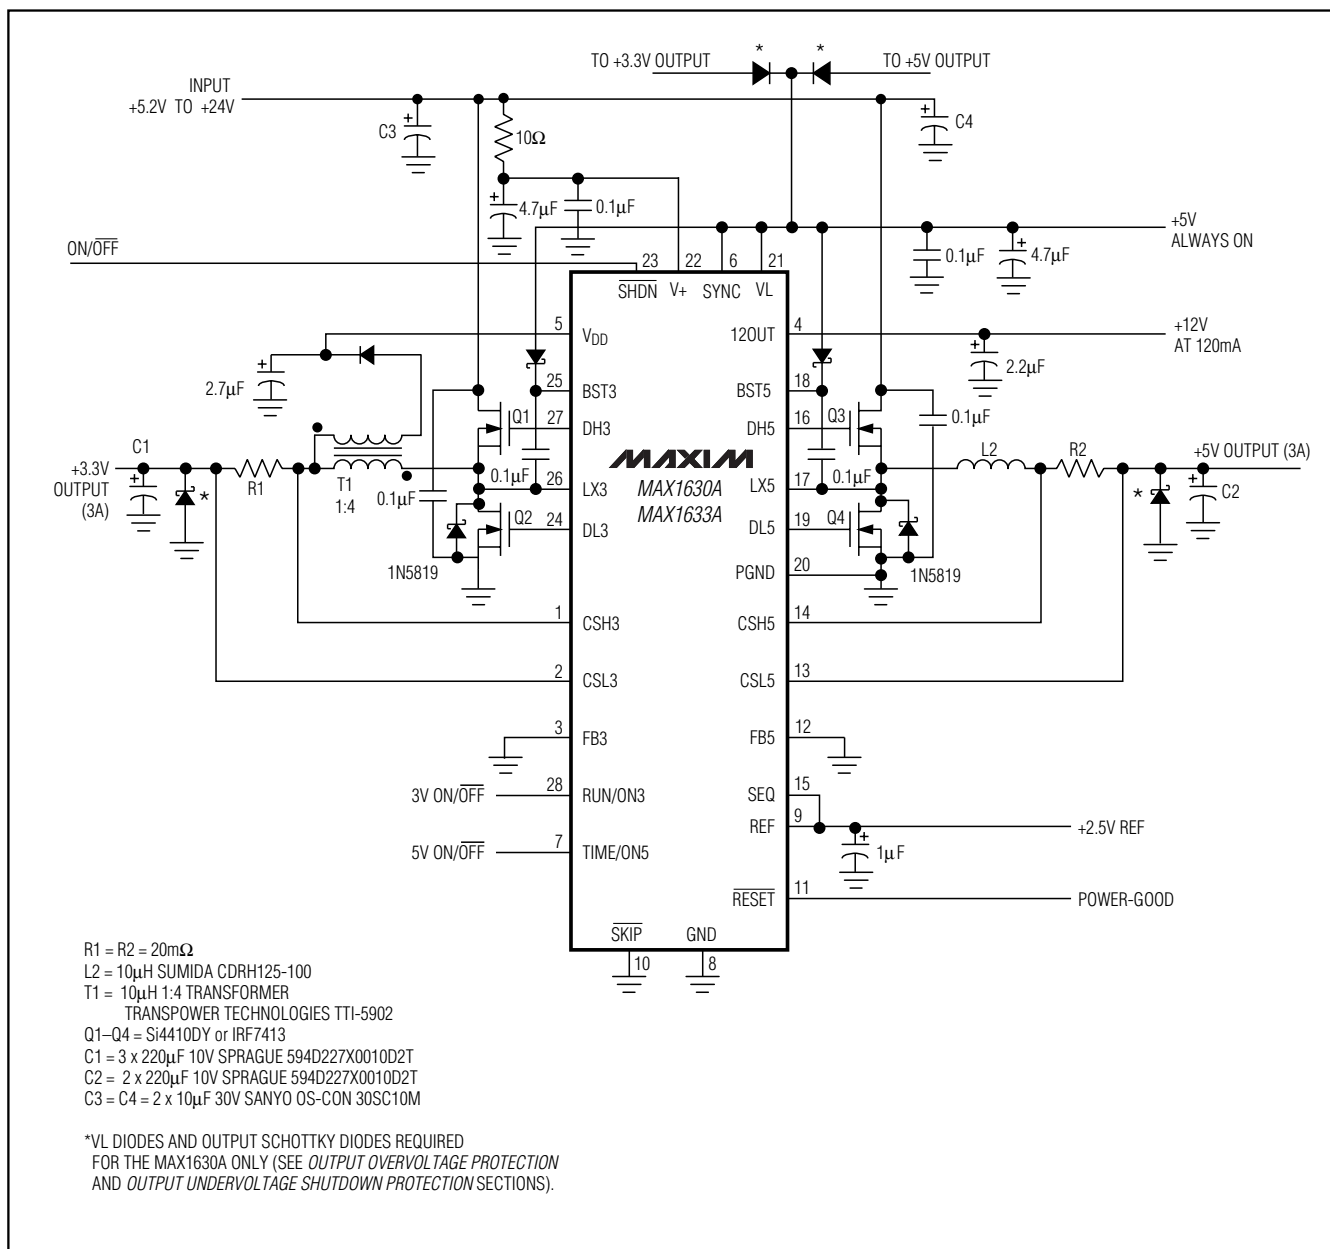 TO +3.3V OUTPUT
*
*
TO +5V OUTPUT
INPUT
+5.2V TO +24V
C3
+
10Ω
+
C4
+
4.7µF
0.1µF
ON/OFF
+5V
ALWAYS ON
0.1µF
+
4.7µF
23
22
6
21
SHDN
V+
SYNC
VL
5
VDD
12OUT
4
+12V
AT 120mA
+
2.7µF
+
2.2µF
25
BST3
BST5
18
Q1
27
DH3
DH5
16
Q3
0.1µF
C1
+3.3V
OUTPUT
(3A)
+
*
R1
T1
1:4
0.1µF
0.1µF
26
LX3
MAXIM
MAX1630A
MAX1633A
LX5
17
0.1µF
L2
R2
+5V OUTPUT (3A)
*
+
C2
Q2
24
DL3
DL5
19
Q4
1N5819
PGND
20
1N5819
1
CSH3
CSH5
14
2
CSL3
CSL5
13
3
FB3
FB5
12
3V ON/OFF
28
RUN/ON3
SEQ
15
REF
9
+2.5V REF
5V ON/OFF
7
TIME/ON5
+
1µF
RESET
11
POWER-GOOD
SKIP
GND
10
8
R1 = R2 = 20mΩ
L2 = 10µH SUMIDA CDRH125-100
T1 = 10µH 1:4 TRANSFORMER
TRANSPOWER TECHNOLOGIES TTI-5902
Q1–Q4 = Si4410DY or IRF7413
C1 = 3 x 220µF 10V SPRAGUE 594D227X0010D2T
C2 = 2 x 220µF 10V SPRAGUE 594D227X0010D2T
C3 = C4 = 2 x 10µF 30V SANYO OS-CON 30SC10M
*VL DIODES AND OUTPUT SCHOTTKY DIODES REQUIRED
FOR THE MAX1630A ONLY (SEE OUTPUT OVERVOLTAGE PROTECTION
AND OUTPUT UNDERVOLTAGE SHUTDOWN PROTECTION SECTIONS).